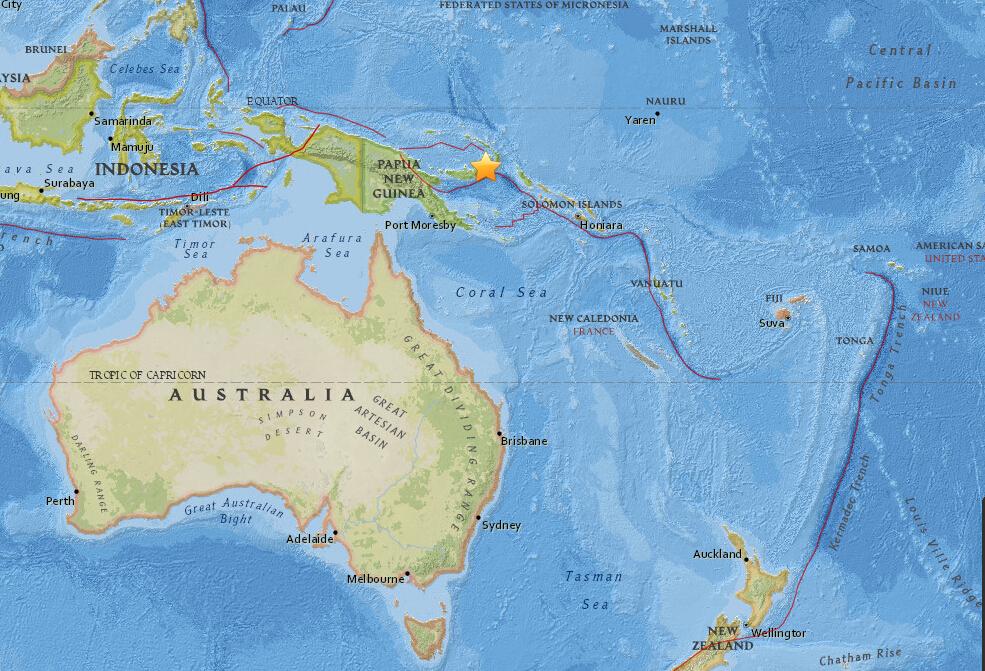 City
PALAU
FEDERATED STATES OF MICRONESIA
MARSHALL
ISLANDS
Central
Pacific Basin
BRUNEI
AYSIA
Celebes Sea
EQUATOR
NAURU
Yaren
Samarinda
Mamuju
ava Sea
INDONESIA
PAPUA
NEW
GUINEA
Surabaya
ung
Dili
TIMOR-LESTE
(EAST TIMOR)
SOLOMON ISLANDS
Honiara
Port Moresby
rench
Timor
Sea
Arafura
Sea
SAMOA
AMERICAN SA
UNITED STA
Coral Sea
VANUATU
FIJI
Suva
NIUE
NEW
ZEALAND
NEW CALEDONIA
FRANCE
TONGA
Tonga Trench
TROPIC OF CAPRICORN
AUSTRALIA
GREAT DIVIDING RANGE
SIMPSON
DESERT
GREAT
ARTESIAN
BASIN
DARLING RANGE
Brisbane
Perth
Great Australian
Bight
Adelaide
Sydney
Melbourne
Kermadec Trench
Louis Ville Ridge
Auckland
Tasman
Sea
NEW
ZEALAND
Wellington
Chatham Rise